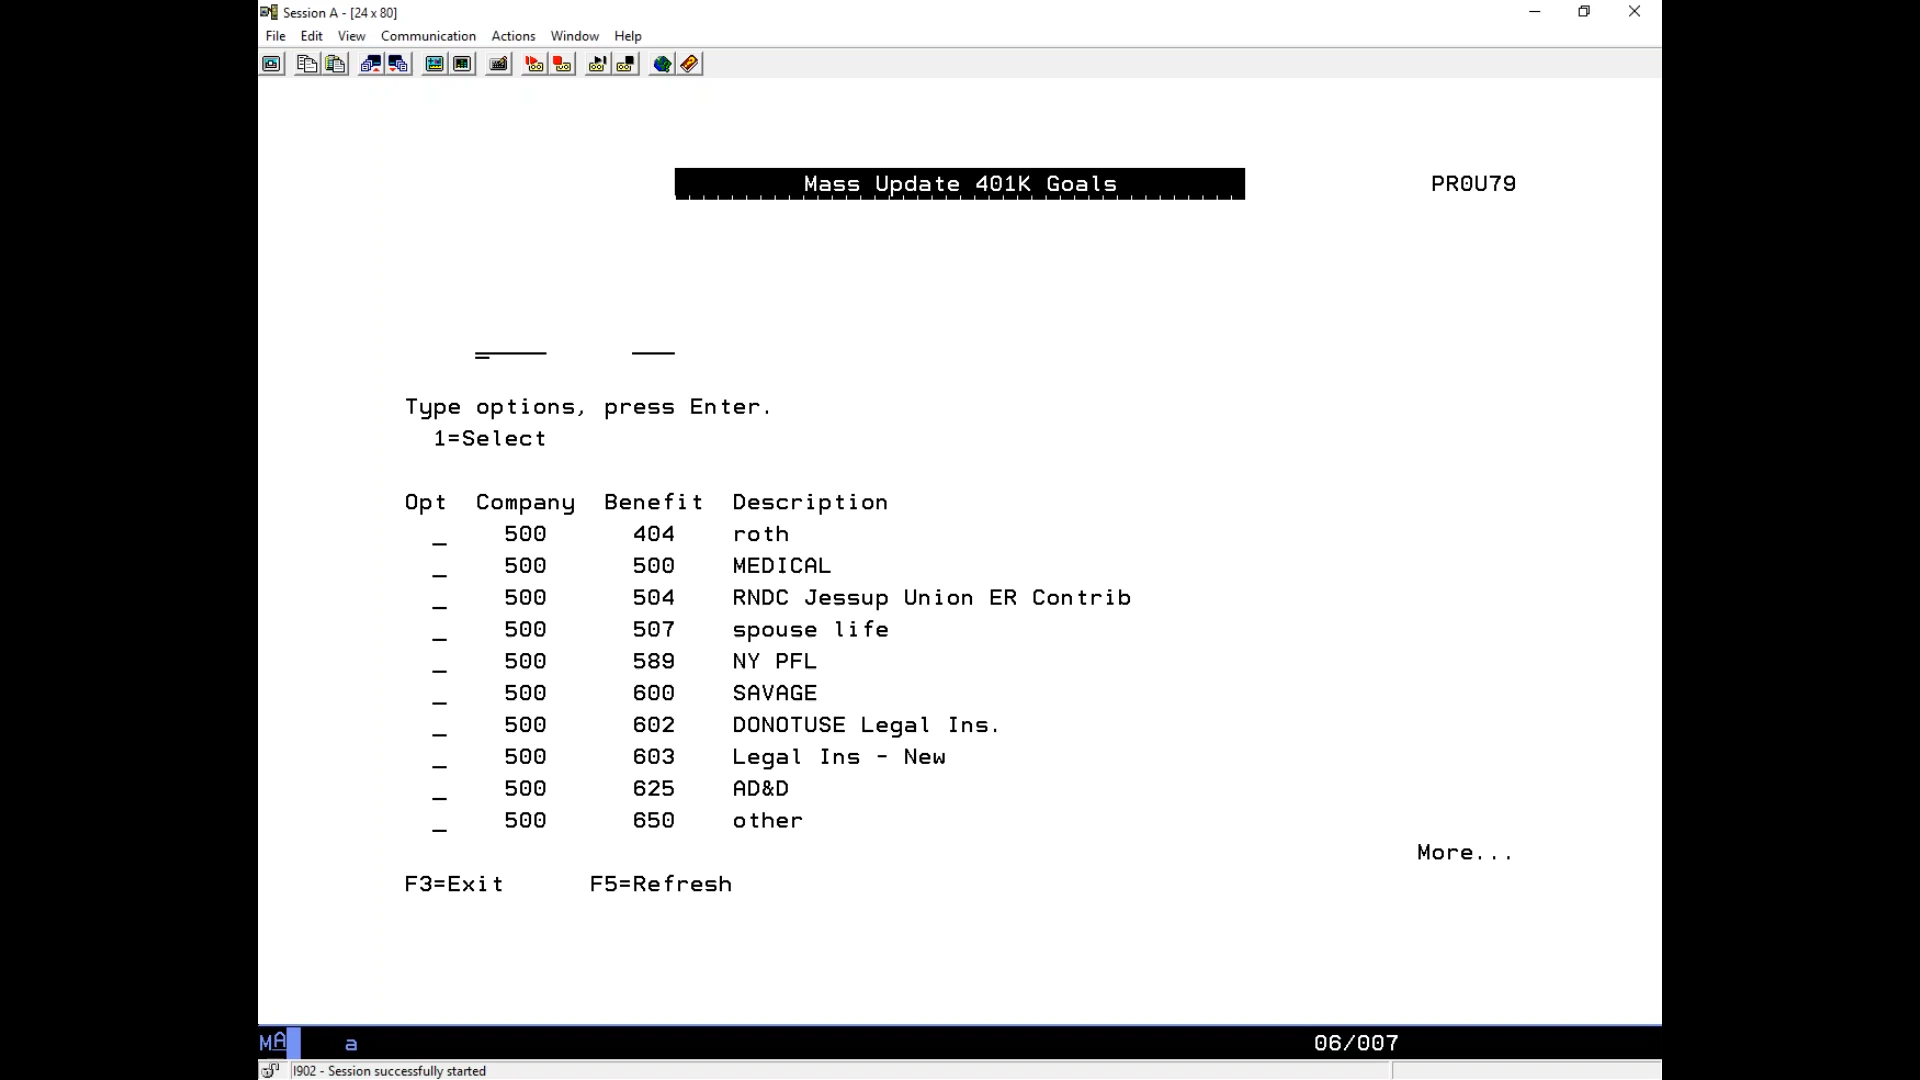 Session A - [24 x 80]
File Edit View Communication Actions Window Help
Mass Update 401K Goals PR0U79
Type options, press Enter.
1=Select
Opt Company Benefit Description
_ 500 404 roth
_ 500 500 MEDICAL
_ 500 504 RNDC Jessup Union ER Contrib
_ 500 507 spouse life
_ 500 589 NY PFL
_ 500 600 SAVAGE
_ 500 602 DONOTUSE Legal Ins.
_ 500 603 Legal Ins - New
_ 500 625 AD&D
_ 500 650 other
More...
F3=Exit F5=Refresh
MA a 06/007
I902 - Session successfully started